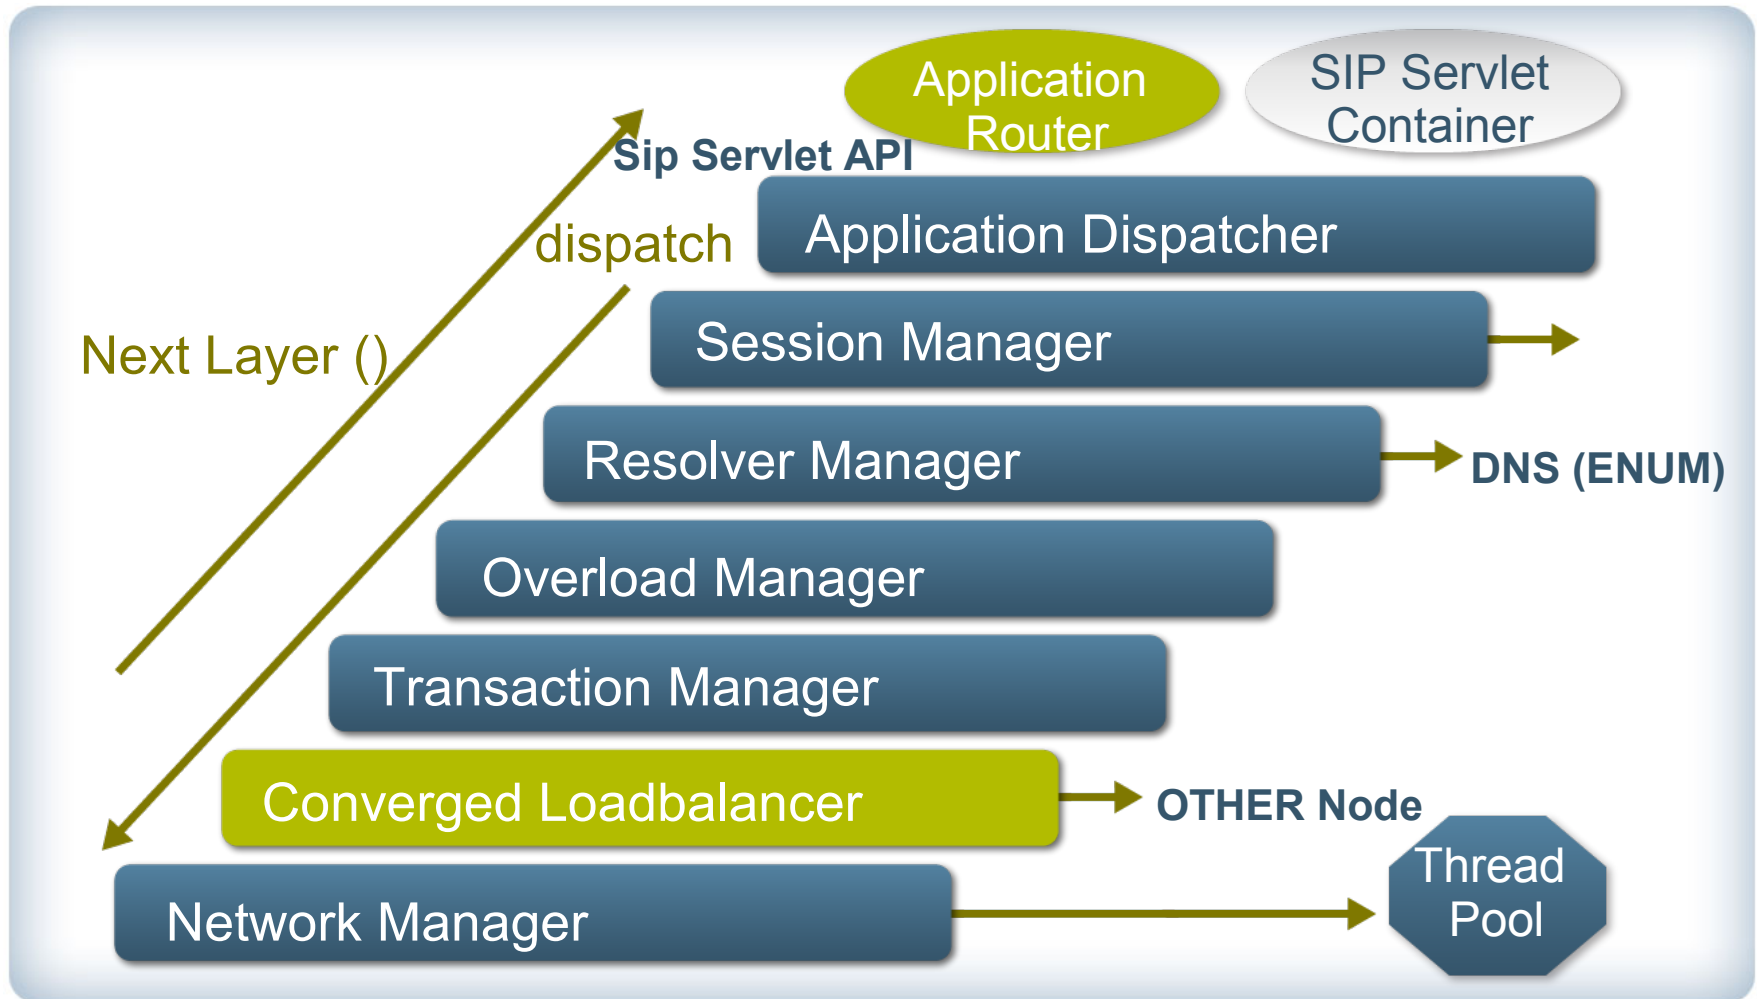 Application
Router
SIP Servlet
Container
Sip Servlet API
dispatch
Application Dispatcher
Next Layer ()
Session Manager
Resolver Manager
DNS (ENUM)
Overload Manager
Transaction Manager
Converged Loadbalancer
OTHER Node
Thread
Pool
Network Manager